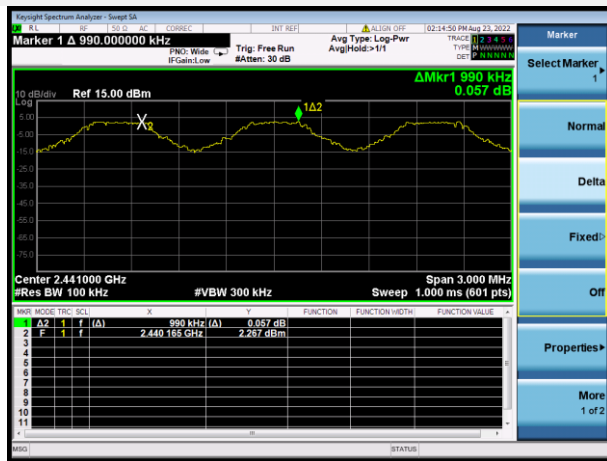 Keysight Spectrum Analyzer - Swept SA
RL RF 50 Ω AC CORREC INT REF ALIGN OFF 02:14:50 PM Aug 23, 2022
Marker 1 Δ 990.000000 kHz
PNO: Wide
IFGain:Low
Trig: Free Run
#Atten: 30 dB
Avg Type: Log-Pwr
Avg|Hold:>1/1
TRACE 1 2 3 4 5 6
TYPE M WWWWW
DET P NNNNN
ΔMkr1 990 kHz
0.057 dB
10 dB/div Ref 15.00 dBm
Log
5.00
-5.00
-15.0
-25.0
-35.0
-45.0
-55.0
-65.0
-75.0
X2
1Δ2
Center 2.441000 GHz Span 3.000 MHz
#Res BW 100 kHz #VBW 300 kHz Sweep 1.000 ms (601 pts)
MKR MODE TRC SCL X Y FUNCTION FUNCTION WIDTH FUNCTION VALUE
1 Δ2 1 f (Δ) 990 kHz (Δ) 0.057 dB
2 F 1 f 2.440 165 GHz 2.267 dBm
3
4
5
6
7
8
9
10
11
MSG STATUS
Marker
Select Marker
1
Normal
Delta
Fixed
Off
Properties
More
1 of 2